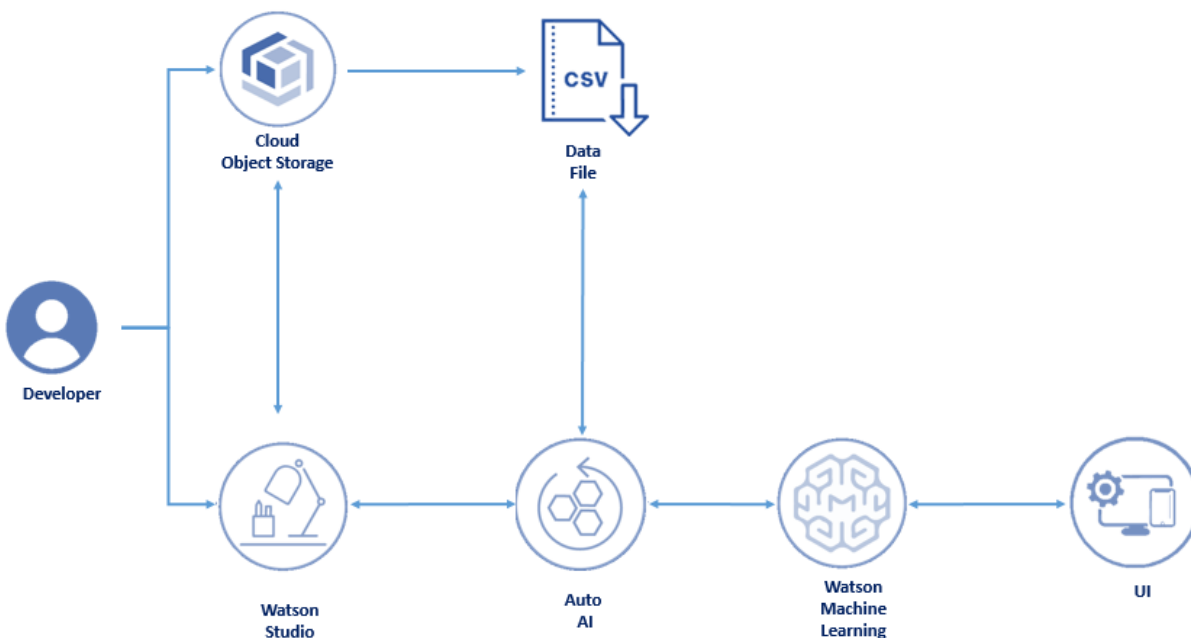 CSV
Cloud
Object Storage
Data
File
Developer
Watson
Studio
Auto
AI
Watson
Machine
Learning
UI